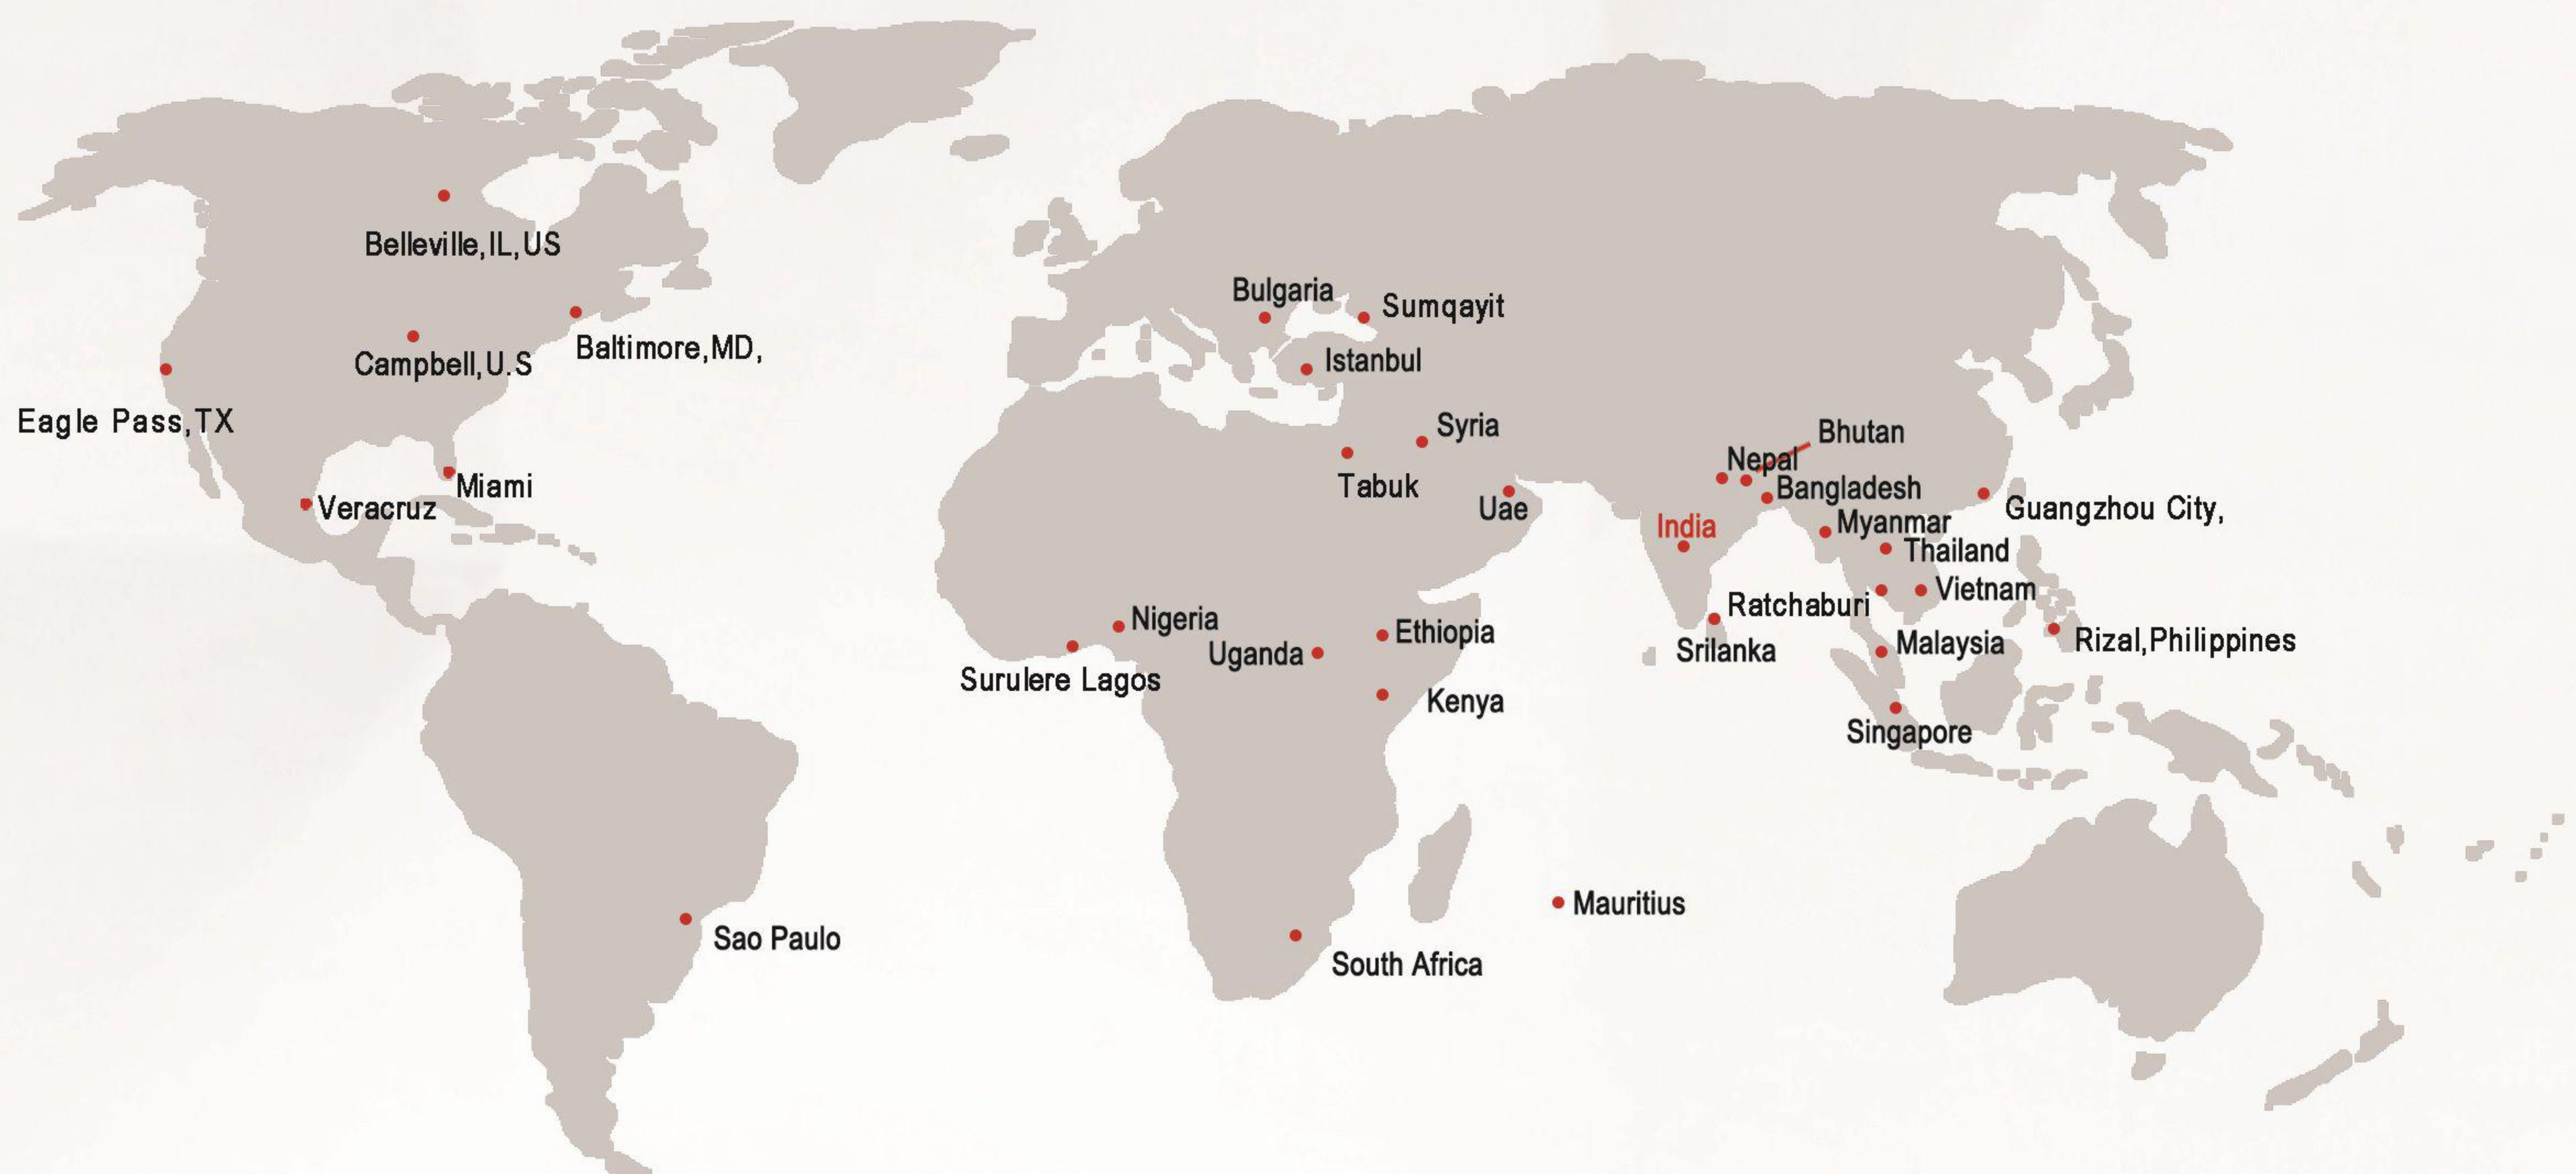 Belleville,IL,US
Baltimore,MD,
Campbell,U.S
Eagle Pass,TX
Miami
Veracruz
Sao Paulo
Bulgaria
Sumqayit
Istanbul
Syria
Tabuk
Uae
Nigeria
Surulere Lagos
Uganda
Ethiopia
Kenya
South Africa
Mauritius
Bhutan
Nepal
Bangladesh
India
Myanmar
Guangzhou City,
Thailand
Vietnam
Ratchaburi
Srilanka
Malaysia
Rizal,Philippines
Singapore